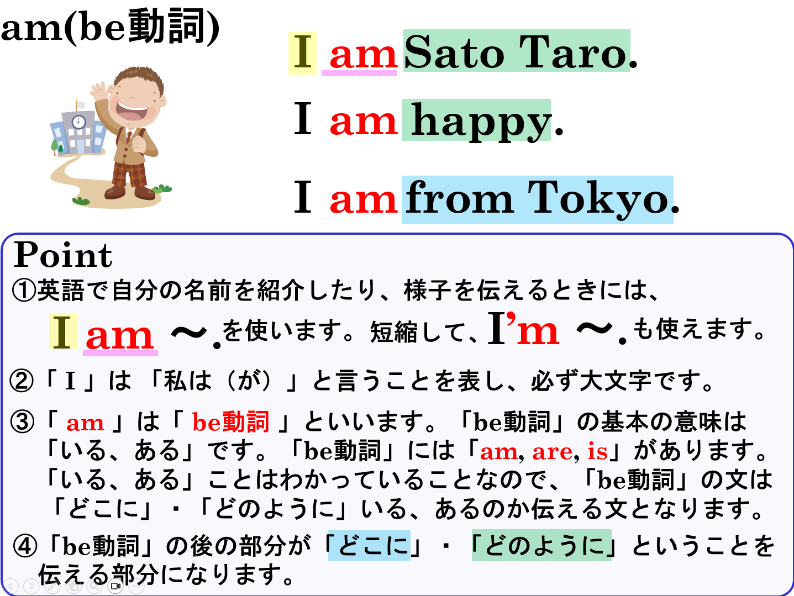 am(be動詞)
I am Sato Taro.
I am happy.
I am from Tokyo.
Point
①英語で自分の名前を紹介したり、様子を伝えるときには、
I am ～.を使います。短縮して、I’m ～.も使えます。
②「 I 」は 「私は（が）」と言うことを表し、必ず大文字です。
③「 am 」は「 be動詞 」といいます。「be動詞」の基本の意味は
「いる、ある」です。「be動詞」には「am, are, is」があります。
「いる、ある」ことはわかっていることなので、「be動詞」の文は
「どこに」・「どのように」いる、あるのか伝える文となります。
④「be動詞」の後の部分が「どこに」・「どのように」ということを
伝える部分になります。